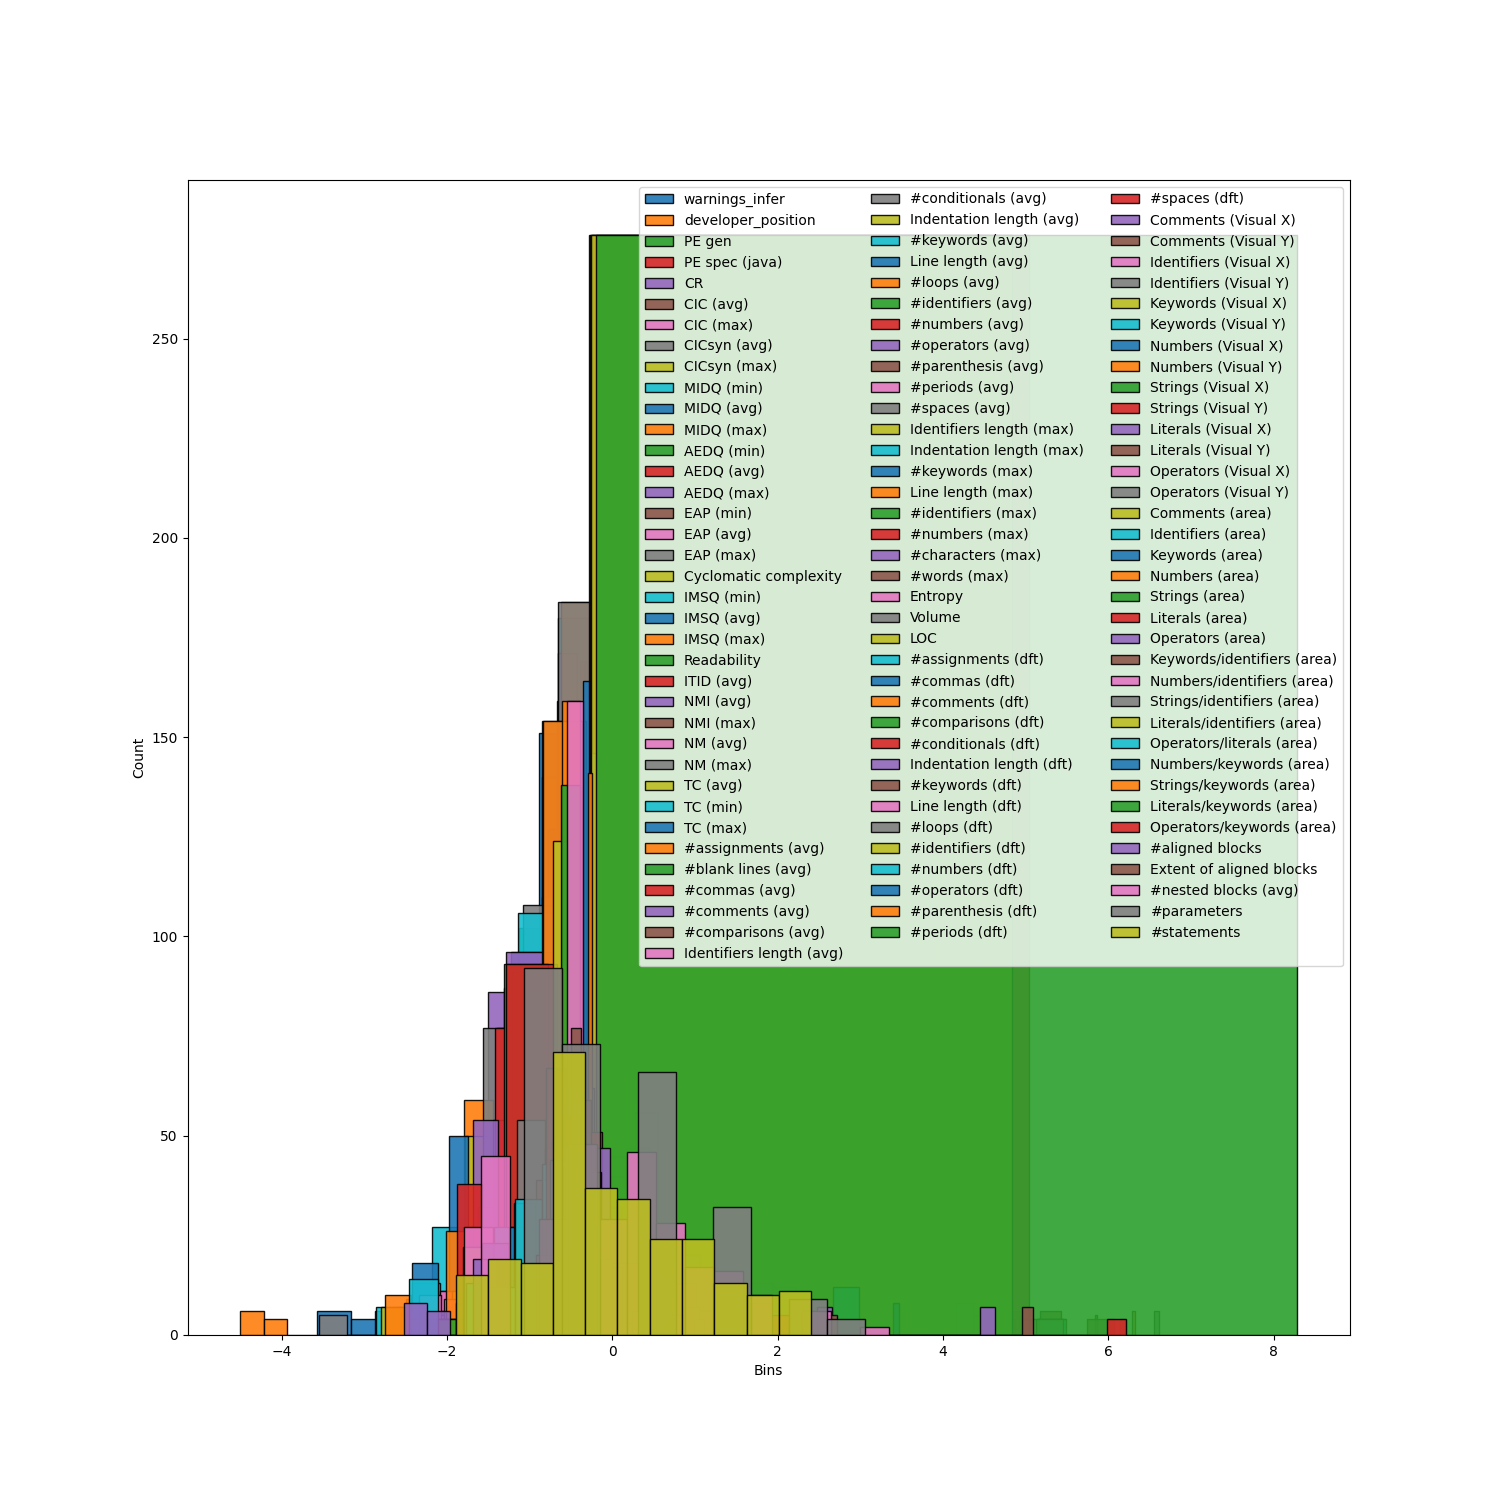 warnings_infer
developer_position
PE gen
PE spec (java)
CR
CIC (avg)
CIC (max)
CICsyn (avg)
CICsyn (max)
MIDQ (min)
MIDQ (avg)
MIDQ (max)
AEDQ (min)
AEDQ (avg)
AEDQ (max)
EAP (min)
EAP (avg)
EAP (max)
Cyclomatic complexity
IMSQ (min)
IMSQ (avg)
IMSQ (max)
Readability
ITID (avg)
NMI (avg)
NMI (max)
NM (avg)
NM (max)
TC (avg)
TC (min)
TC (max)
#assignments (avg)
#blank lines (avg)
#commas (avg)
#comments (avg)
#comparisons (avg)
Identifiers length (avg)
#conditionals (avg)
Indentation length (avg)
#keywords (avg)
Line length (avg)
#loops (avg)
#identifiers (avg)
#numbers (avg)
#operators (avg)
#parenthesis (avg)
#periods (avg)
#spaces (avg)
Identifiers length (max)
Indentation length (max)
#keywords (max)
Line length (max)
#identifiers (max)
#numbers (max)
#characters (max)
#words (max)
Entropy
Volume
LOC
#assignments (dft)
#commas (dft)
#comments (dft)
#comparisons (dft)
#conditionals (dft)
Indentation length (dft)
#keywords (dft)
Line length (dft)
#loops (dft)
#identifiers (dft)
#numbers (dft)
#operators (dft)
#parenthesis (dft)
#periods (dft)
#spaces (dft)
Comments (Visual X)
Comments (Visual Y)
Identifiers (Visual X)
Identifiers (Visual Y)
Keywords (Visual X)
Keywords (Visual Y)
Numbers (Visual X)
Numbers (Visual Y)
Strings (Visual X)
Strings (Visual Y)
Literals (Visual X)
Literals (Visual Y)
Operators (Visual X)
Operators (Visual Y)
Comments (area)
Identifiers (area)
Keywords (area)
Numbers (area)
Strings (area)
Literals (area)
Operators (area)
Keywords/identifiers (area)
Numbers/identifiers (area)
Strings/identifiers (area)
Literals/identifiers (area)
Operators/literals (area)
Numbers/keywords (area)
Strings/keywords (area)
Literals/keywords (area)
Operators/keywords (area)
#aligned blocks
Extent of aligned blocks
#nested blocks (avg)
#parameters
#statements
250
200
150
100
50
0
Count
−4 −2 0 2 4 6 8
Bins